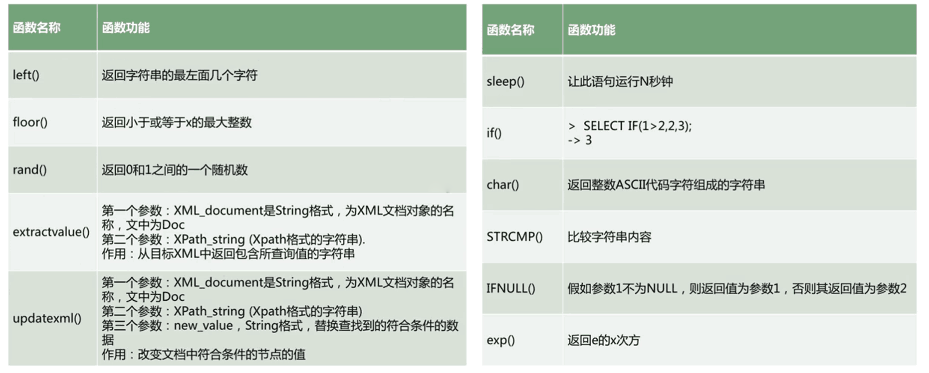 函数名称 函数功能
left() 返回字符串的最左面几个字符
floor() 返回小于或等于x的最大整数
rand() 返回0和1之间的一个随机数
extractvalue()
第一个参数：XML_document是String格式，为XML文档对象的名
称，文中为Doc
第二个参数：XPath_string (Xpath格式的字符串).
作用：从目标XML中返回包含所查询值的字符串
updatexml()
第一个参数：XML_document是String格式，为XML文档对象的名
称，文中为Doc
第二个参数：XPath_string (Xpath格式的字符串)
第三个参数：new_value，String格式，替换查找到的符合条件的数
据
作用：改变文档中符合条件的节点的值
函数名称 函数功能
sleep() 让此语句运行N秒钟
if()
> SELECT IF(1>2,2,3);
-> 3
char() 返回整数ASCII代码字符组成的字符串
STRCMP() 比较字符串内容
IFNULL() 假如参数1不为NULL，则返回值为参数1，否则其返回值为参数2
exp() 返回e的x次方